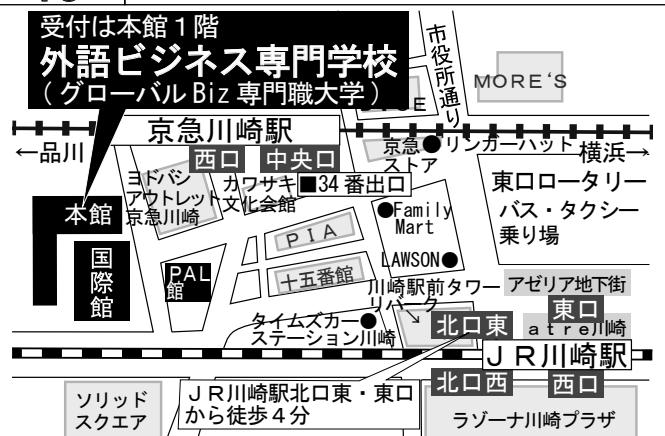 受付は本館１階
外語ビジネス専門学校
(グローバルBiz専門職大学)
市役所通り
MORE'S
京急川崎駅
←品川
西口
中央口
京急ストア
リンガーハット
横浜→
ヨドバシ
アウトレット
京急川崎
カワサキ
文化会館
■34番出口
東口ロータリー
バス・タクシー
乗り場
本館
国際館
PAL
館
PIA
十五番館
Family
Mart
LAWSON
川崎駅前タワー
リパーク
アゼリア地下街
東口
atre川崎
タイムズカー
ステーション川崎
北口東
ＪＲ川崎駅
北口西
西口
ソリッド
スクエア
ＪＲ川崎駅北口東・東口
から徒歩４分
ラゾーナ川崎プラザ